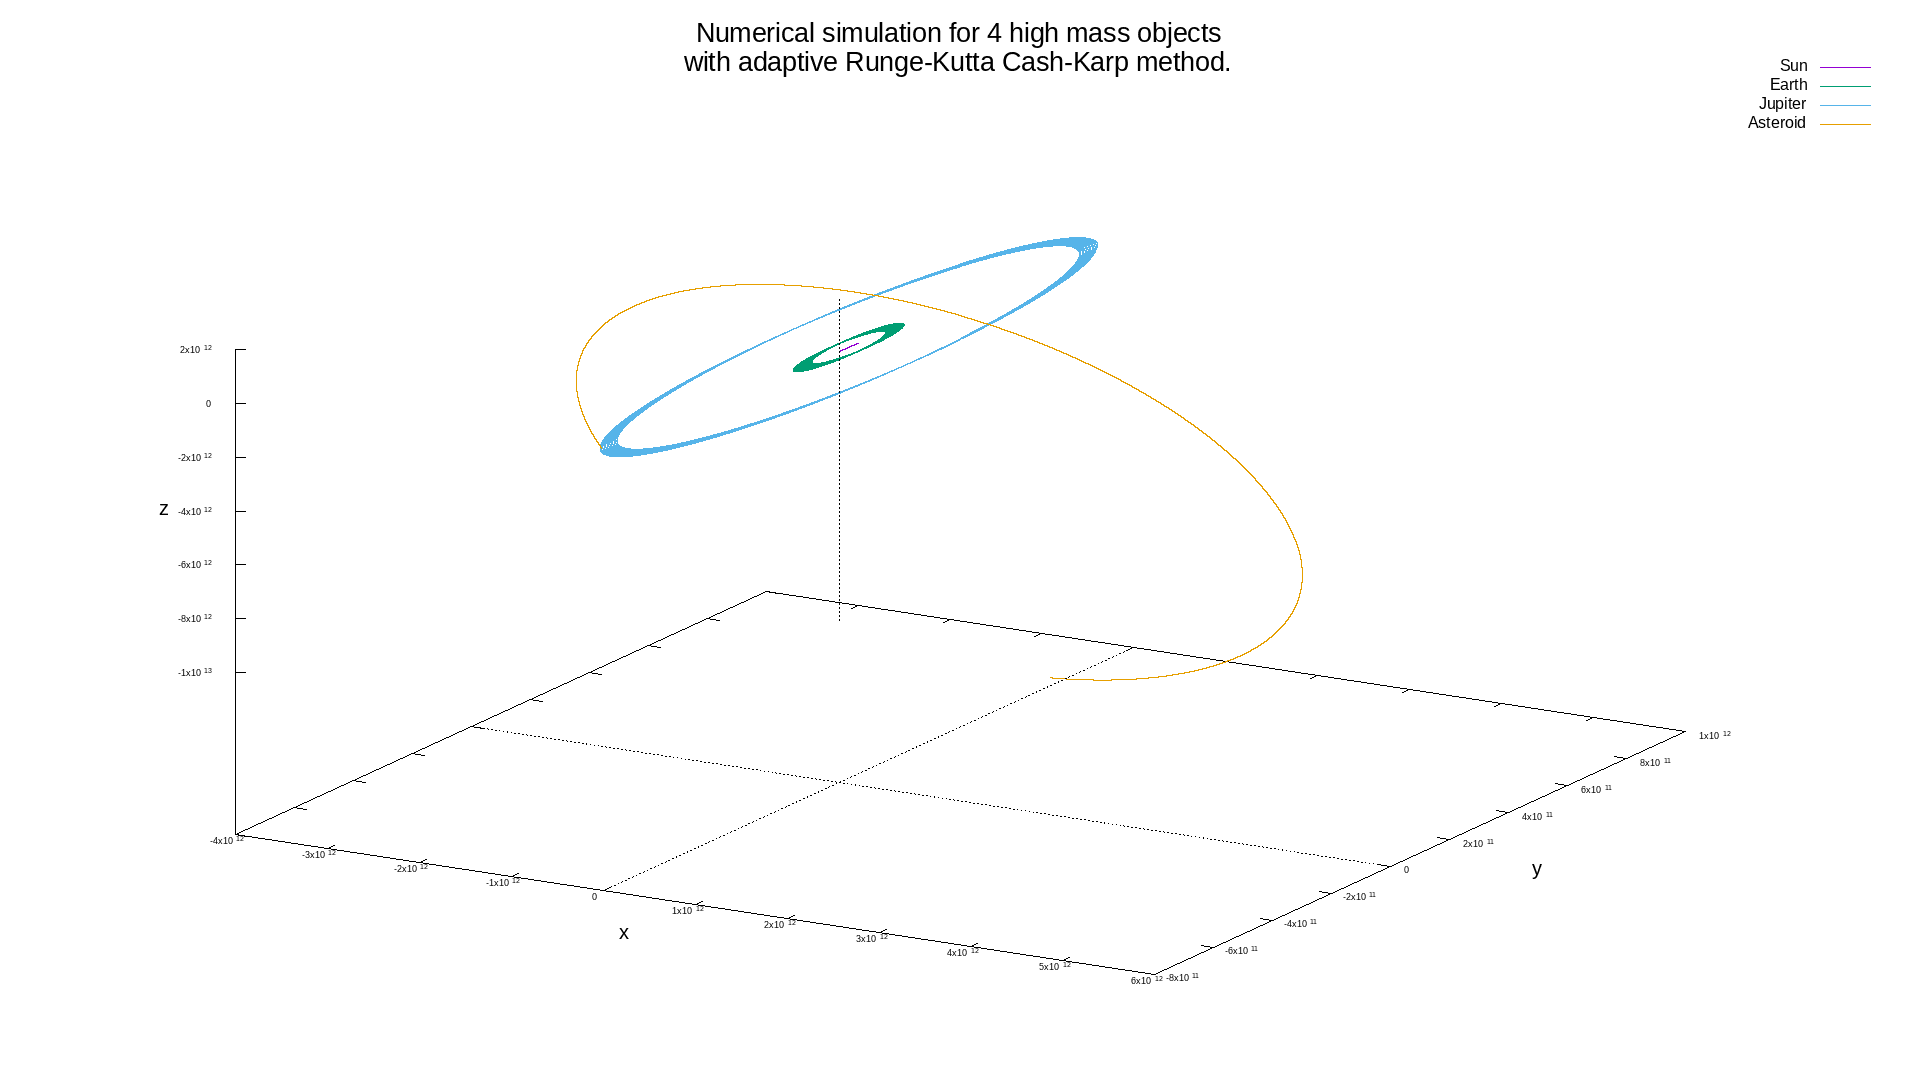 Numerical simulation for 4 high mass objects
with adaptive Runge-Kutta Cash-Karp method.
Sun
Earth
Jupiter
Asteroid
2x10 12
0
-2x10 12
-4x10 12
-6x10 12
-8x10 12
-1x10 13
z
-4x10 12
-3x10 12
-2x10 12
-1x10 12
0
1x10 12
2x10 12
3x10 12
4x10 12
5x10 12
6x10 12
x
-8x10 11
-6x10 11
-4x10 11
-2x10 11
0
2x10 11
4x10 11
6x10 11
8x10 11
1x10 12
y